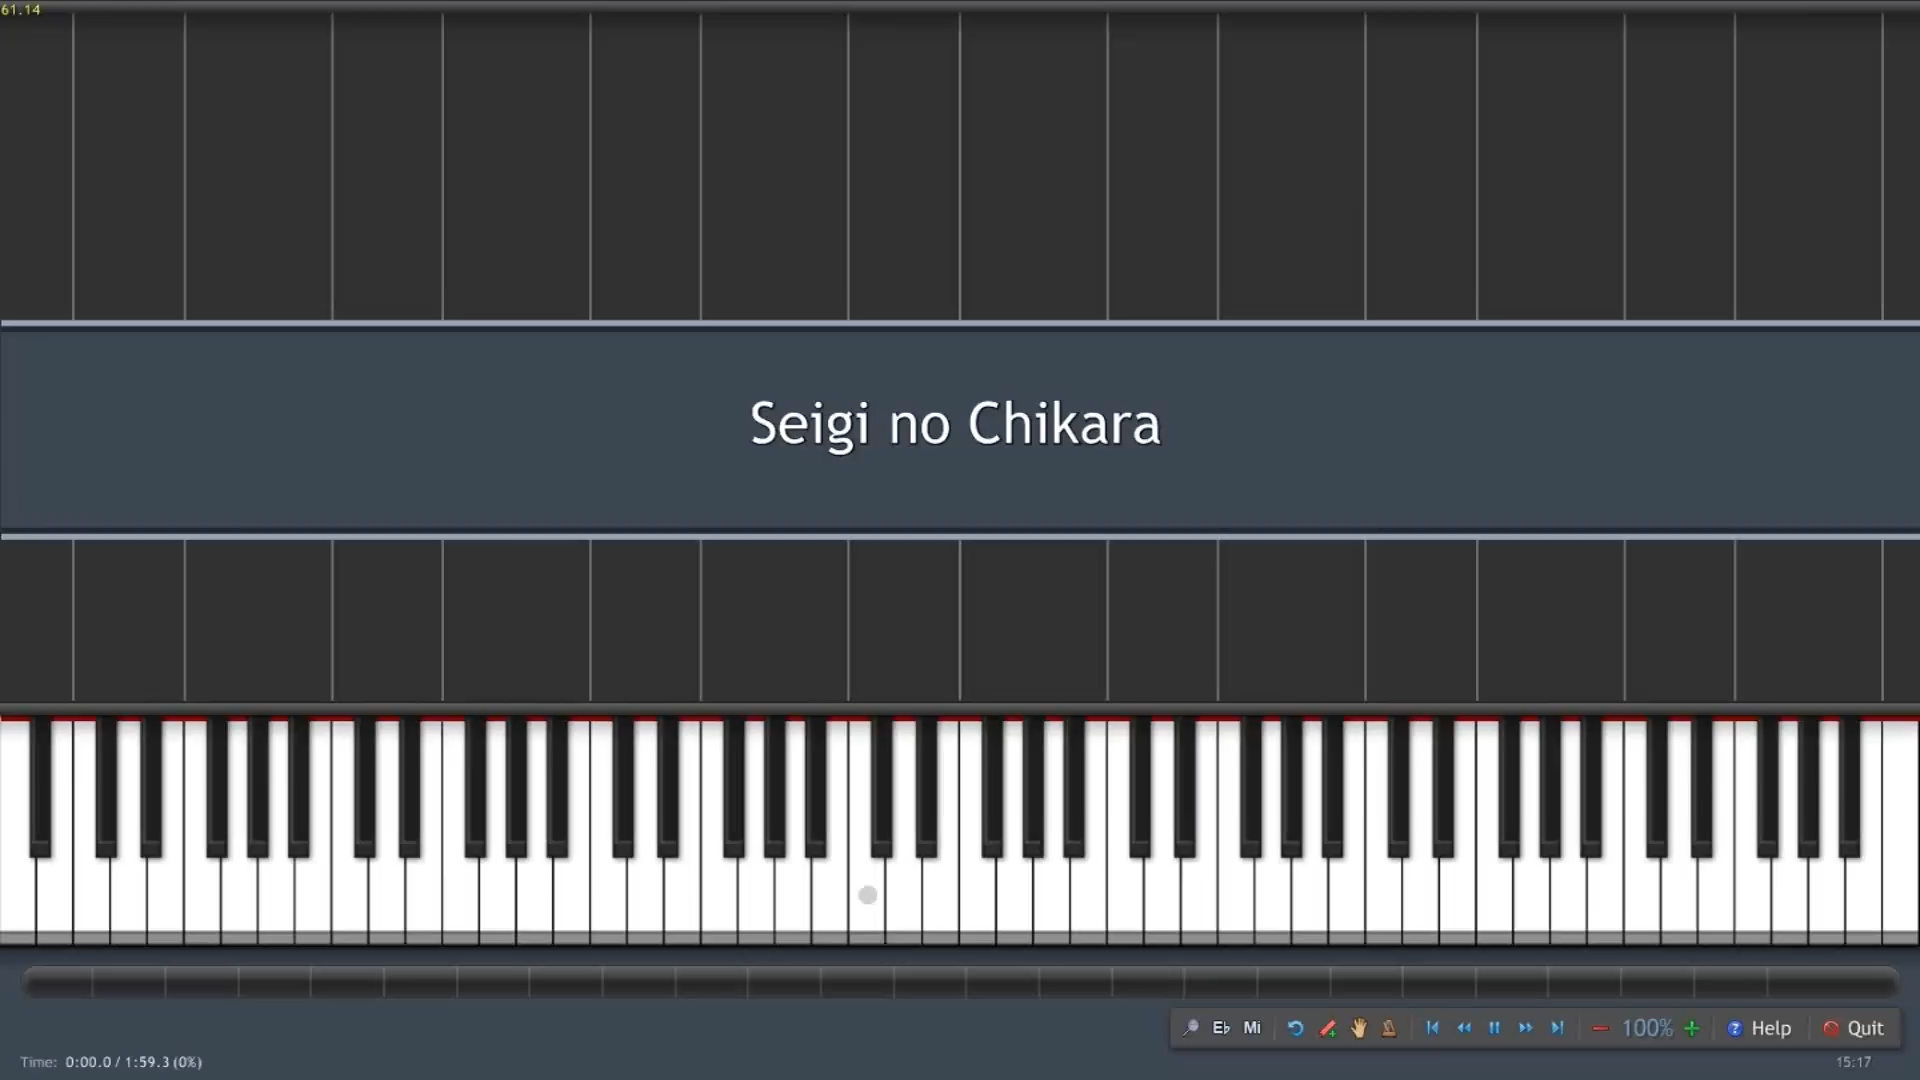 61.14
Seigi no Chikara
E♭ Mi 100% Help Quit
Time: 0:00.0 / 1:59.3 (0%)
15:17